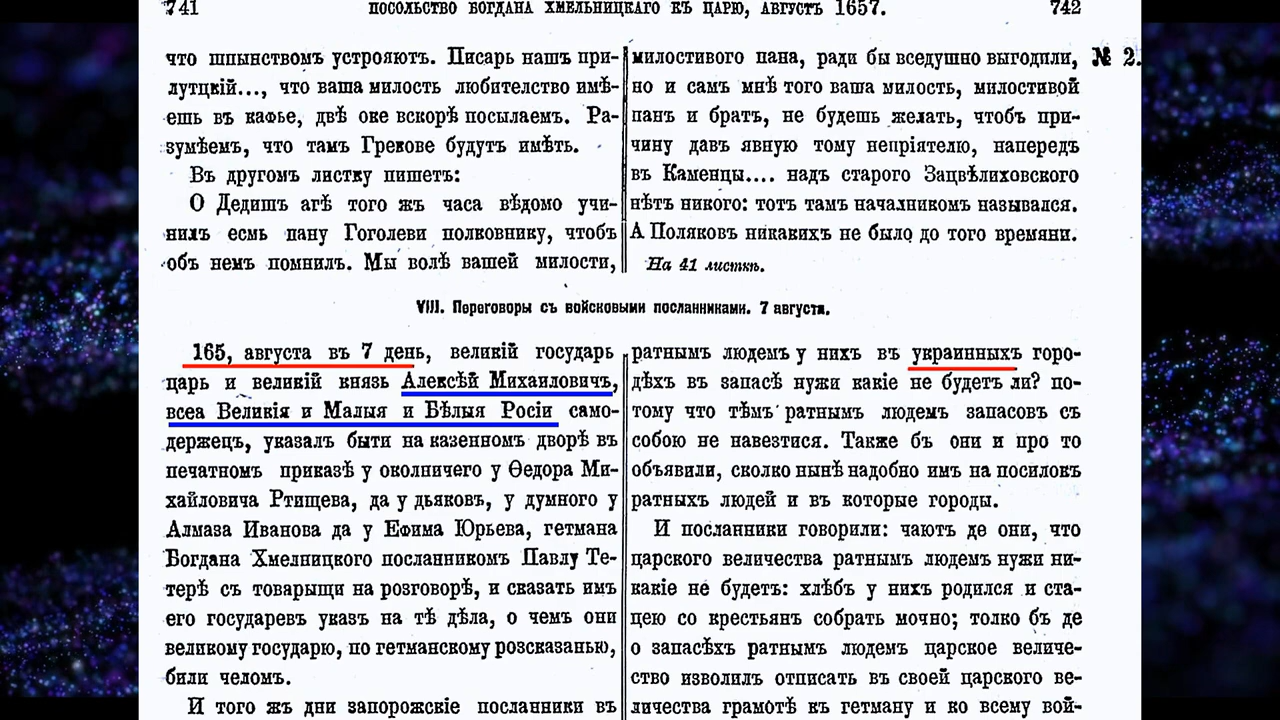 741
ПОСОЛЬСТВО БОГДАНА ХМЕЛЬНИЦКАГО КЪ ЦАРЮ, АВГУСТЪ 1657.
742
что шпынствомъ устрояютъ. Писарь нашъ при-
лутцкій..., что ваша милость любителство имѣ-
ешь въ каѳье, двѣ оке вскорѣ посылаемъ. Ра-
зумѣемъ, что тамъ Грекове будутъ имѣть.
Въ другомъ листку пишетъ:
О Дедишъ агѣ того жъ часа вѣдомо учи-
нилъ есмь пану Гоголеви полковнику, чтобъ
объ немъ помнилъ. Мы волѣ вашей милости,
милостивого пана, ради бы вседушно выгодили,
но и самъ мнѣ того ваша милость, милостивой
панъ и братъ, не будешь желать, чтобъ при-
чину давъ явную тому непріятелю, напередъ
въ Каменцы.... надъ старого Зацвѣлиховского
нѣтъ никого: тотъ тамъ началникомъ назывался.
А Поляковъ никакихъ не было до того времяни.
На 41 листкѣ.
№ 2.
VIII. Переговоры съ войсковыми посланниками. 7 августа.
165, августа въ 7 день, великій государь
царь и великій князь Алексѣй Михаиловичъ,
всеа Великія и Малыя и Бѣлыя Росіи само-
держецъ, указалъ быти на казенномъ дворѣ въ
печатномъ приказѣ у околничего у Ѳедора Ми-
хайловича Ртищева, да у дьяковъ, у думного у
Алмаза Иванова да у Ефима Юрьева, гетмана
Богдана Хмелницкого посланникомъ Павлу Те-
терѣ съ товарыщи на розговорѣ, и сказать имъ
его государевъ указъ на тѣ дѣла, о чемъ они
великому государю, по гетманскому розсказанью,
били челомъ.
И того жъ дни запорожскіе посланники въ
ратнымъ людемъ у нихъ въ украинныхъ горо-
дѣхъ въ запасѣ нужи какіе не будетъ ли? по-
тому что тѣмъ ратнымъ людемъ запасовъ съ
собою не навезтися. Также бъ они и про то
объявили, сколко нынѣ надобно имъ на посилокъ
ратныхъ людей и въ которые городы.
И посланники говорили: чаютъ де они, что
царского величества ратнымъ людемъ нужи ни-
какіе не будетъ: хлѣбъ у нихъ родился и ста-
цею со крестьянъ собрать мочно; толко бъ де
о запасѣхъ ратнымъ людемъ царское величе-
ство изволилъ отписать въ своей царского ве-
личества грамотѣ къ гетману и ко всему вой-